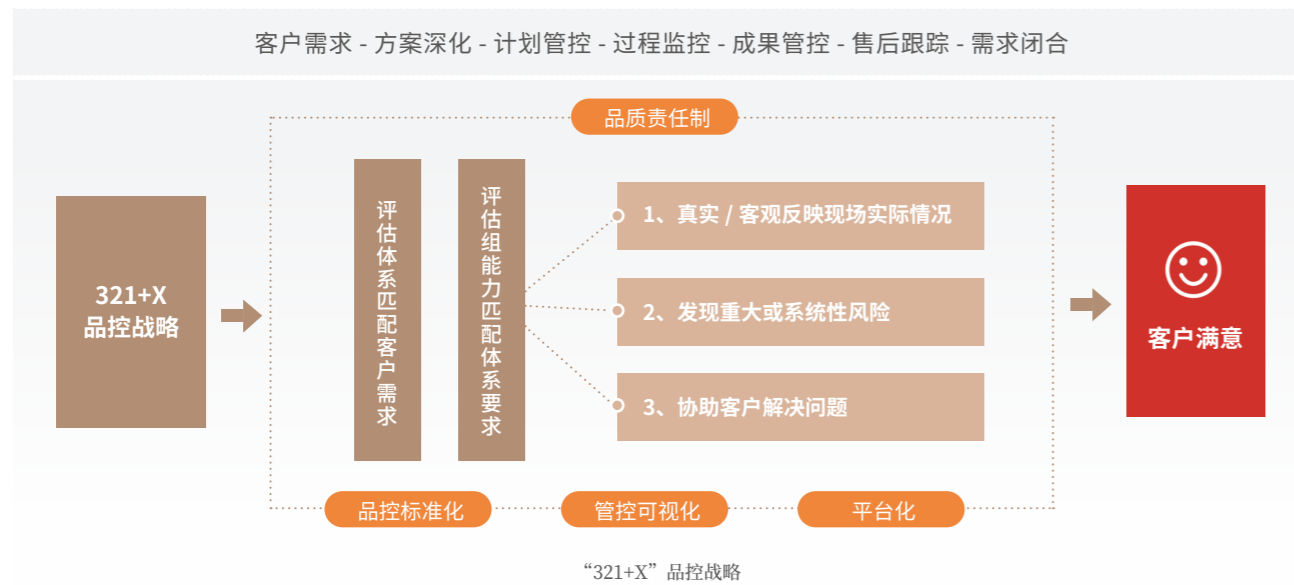 客户需求 - 方案深化 - 计划管控 - 过程监控 - 成果管控 - 售后跟踪 - 需求闭合
品质责任制
321+X
品控战略
评估体系匹配客户需求
评估组能力匹配体系要求
1、真实 / 客观反映现场实际情况
2、发现重大或系统性风险
3、协助客户解决问题
客户满意
品控标准化
管控可视化
平台化
“321+X”品控战略